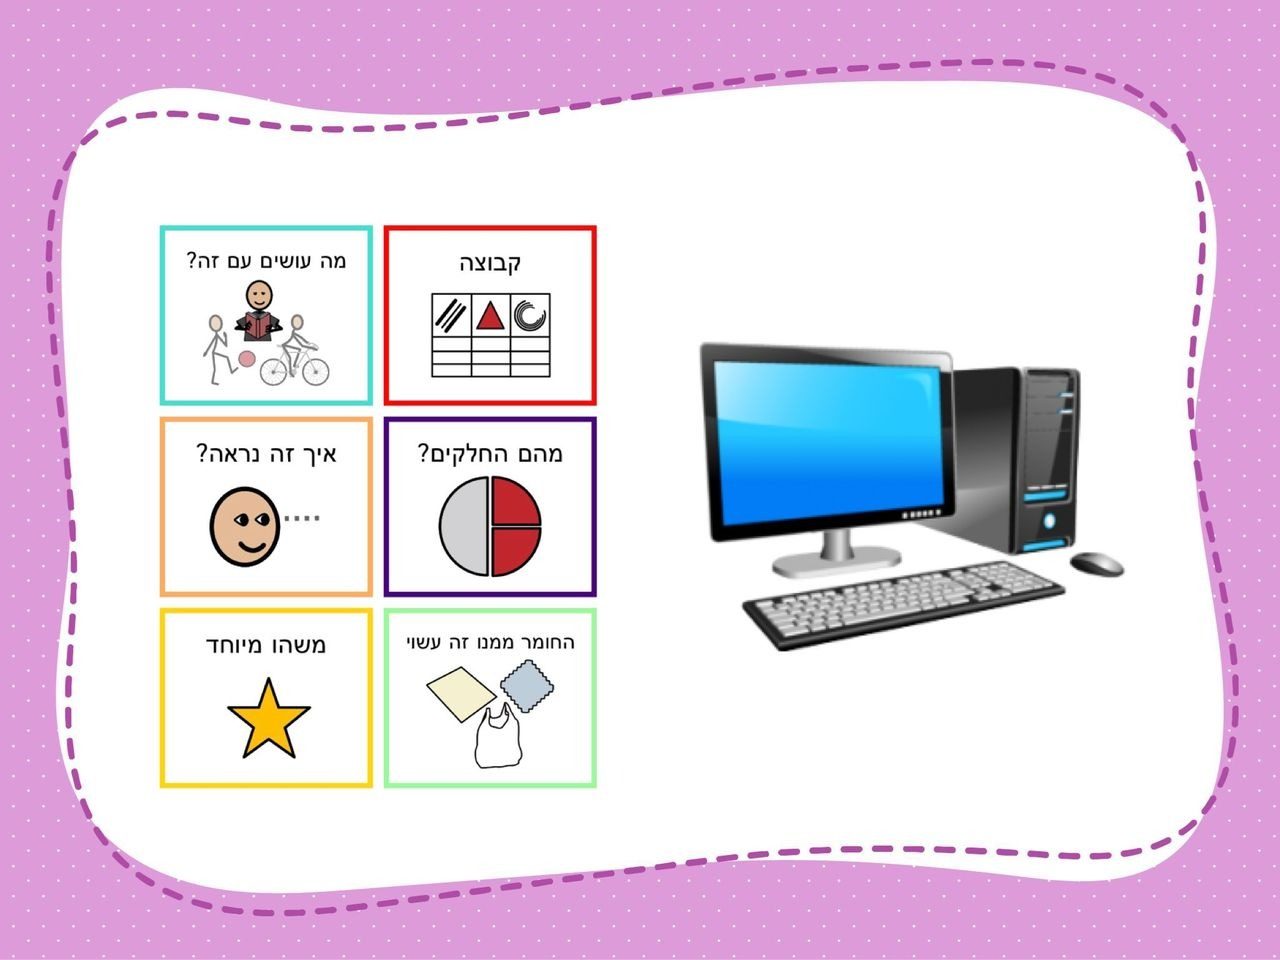 קבוצה
מה עושים עם זה?
מהם החלקים?
איך זה נראה?
החומר ממנו זה עשוי
משהו מיוחד